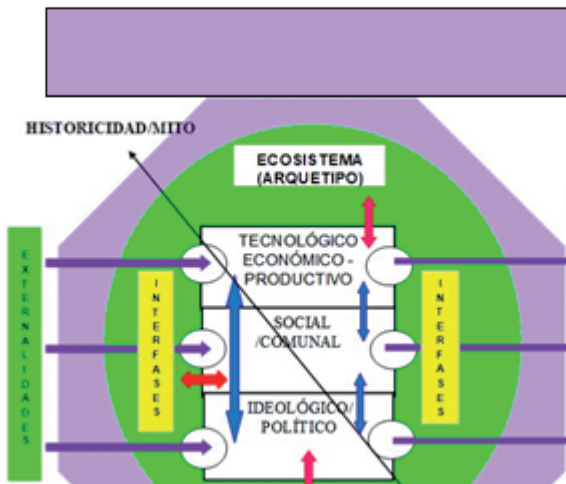 HISTORICIDAD/MITO
ECOSISTEMA
(ARQUETIPO)
TECNOLÓGICO
ECONÓMICO -
PRODUCTIVO
SOCIAL
/COMUNAL
IDEOLÓGICO/
POLÍTICO
EXTERNALIDADES
INTERFASES
INTERFASES